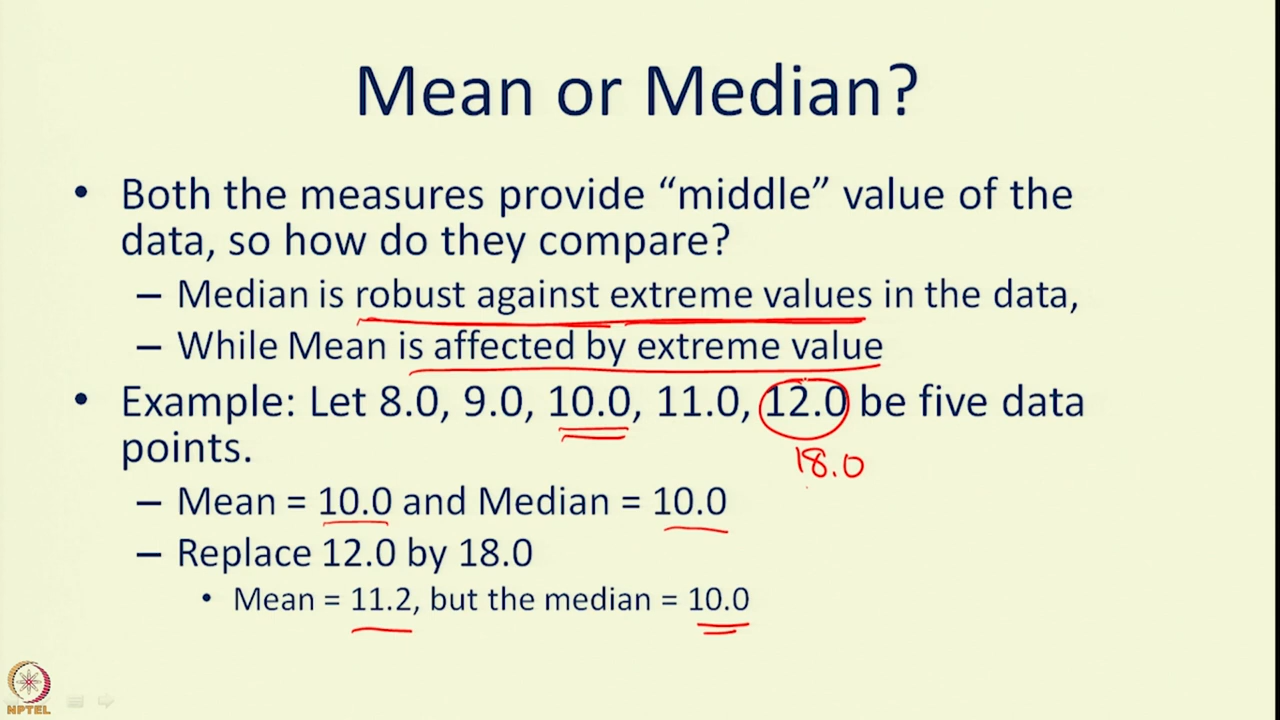 Mean or Median?
• Both the measures provide “middle” value of the
data, so how do they compare?
– Median is robust against extreme values in the data,
– While Mean is affected by extreme value
• Example: Let 8.0, 9.0, 10.0, 11.0, 12.0 be five data
points.
18.0
– Mean = 10.0 and Median = 10.0
– Replace 12.0 by 18.0
• Mean = 11.2, but the median = 10.0
NPTEL